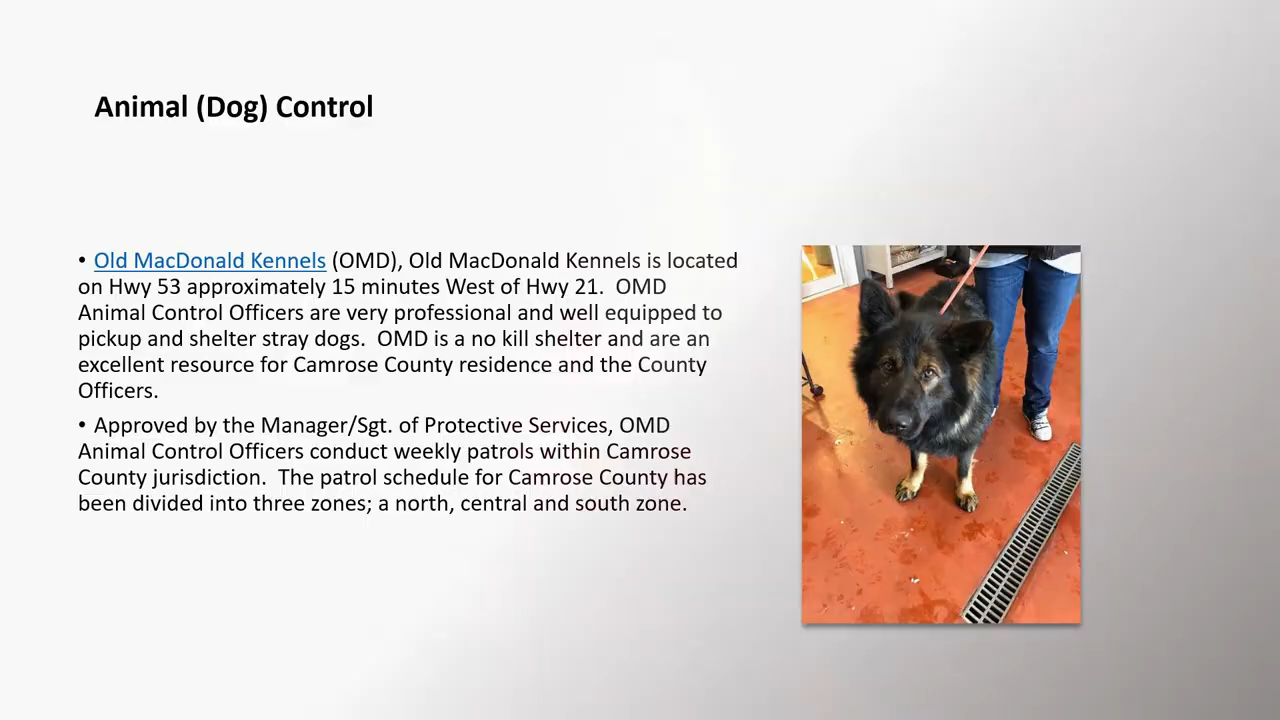 Animal (Dog) Control
• Old MacDonald Kennels (OMD), Old MacDonald Kennels is located
on Hwy 53 approximately 15 minutes West of Hwy 21.  OMD
Animal Control Officers are very professional and well equipped to
pickup and shelter stray dogs.  OMD is a no kill shelter and are an
excellent resource for Camrose County residence and the County
Officers.
• Approved by the Manager/Sgt. of Protective Services, OMD
Animal Control Officers conduct weekly patrols within Camrose
County jurisdiction.  The patrol schedule for Camrose County has
been divided into three zones; a north, central and south zone.